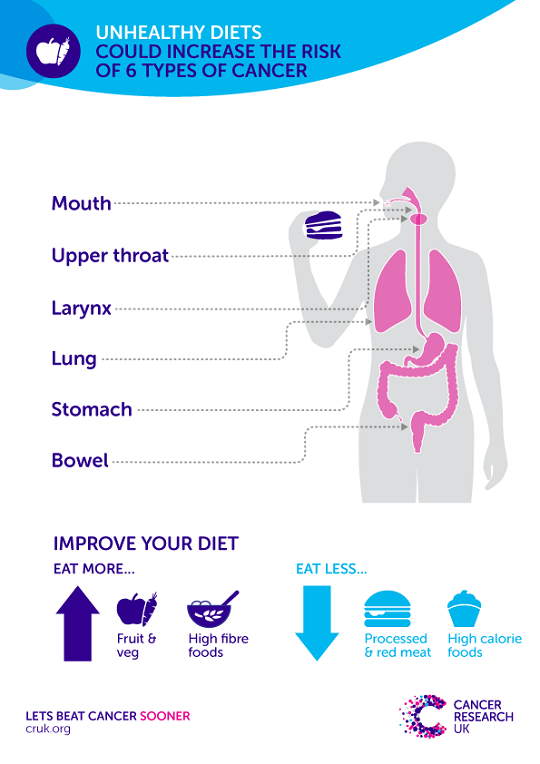 UNHEALTHY DIETS
COULD INCREASE THE RISK
OF 6 TYPES OF CANCER
Mouth
Upper throat
Larynx
Lung
Stomach
Bowel
IMPROVE YOUR DIET
EAT MORE...
Fruit &
veg
High fibre
foods
EAT LESS...
Processed
& red meat
High calorie
foods
LETS BEAT CANCER SOONER
cruk.org
CANCER
RESEARCH
UK